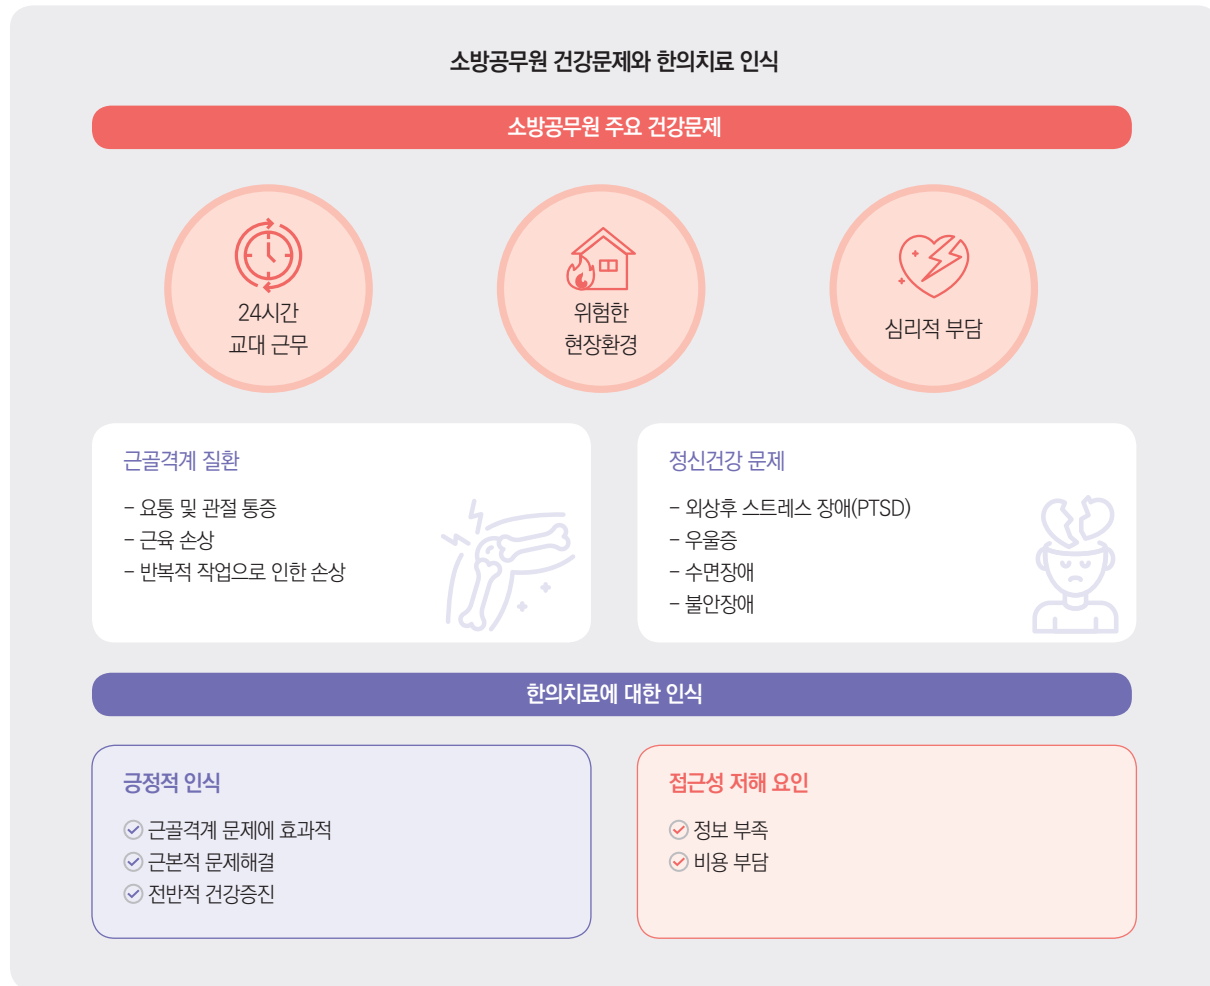 소방공무원 건강문제와 한의치료 인식
소방공무원 주요 건강문제
24시간
교대 근무
위험한
현장환경
심리적 부담
근골격계 질환
- 요통 및 관절 통증
- 근육 손상
- 반복적 작업으로 인한 손상
정신건강 문제
- 외상후 스트레스 장애(PTSD)
- 우울증
- 수면장애
- 불안장애
한의치료에 대한 인식
긍정적 인식
근골격계 문제에 효과적
근본적 문제해결
전반적 건강증진
접근성 저해 요인
정보 부족
비용 부담